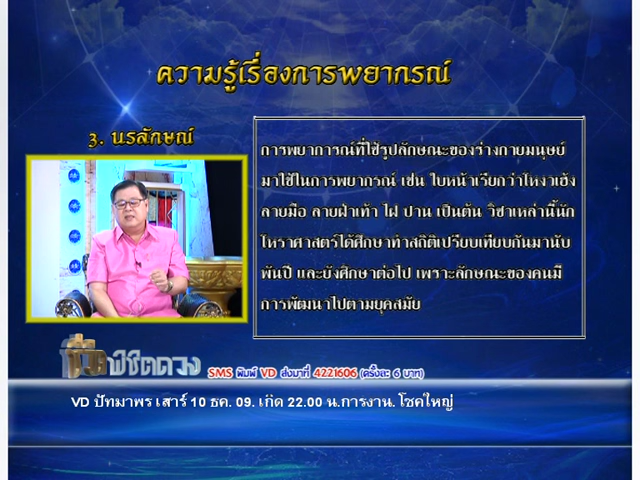 ความรู้เรื่องการพยากรณ์
3. นรลักษณ์
การพยาการณ์ที่ใช้รูปลักษณะของร่างกายมนุษย์
มาใช้ในการพยากรณ์ เช่น ใบหน้าเรียกว่าโหงวเฮ้ง
ลายมือ ลายฝ่าเท้า ไฝ ปาน เป็นต้น วิชาเหล่านี้นัก
โหราศาสตร์ได้ศึกษาทำสถิติเปรียบเทียบกันมานับ
พันปี และยังศึกษาต่อไป เพราะลักษณะของคนมี
การพัฒนาไปตามยุคสมัย
พิชิตดวง
SMS พิมพ์ VD ส่งมาที่ 4221606 (ครั้งละ 6 บาท)
VD ปัทมาพร เสาร์ 10 ธค. 09. เกิด 22.00 น.การงาน. โชคใหญ่